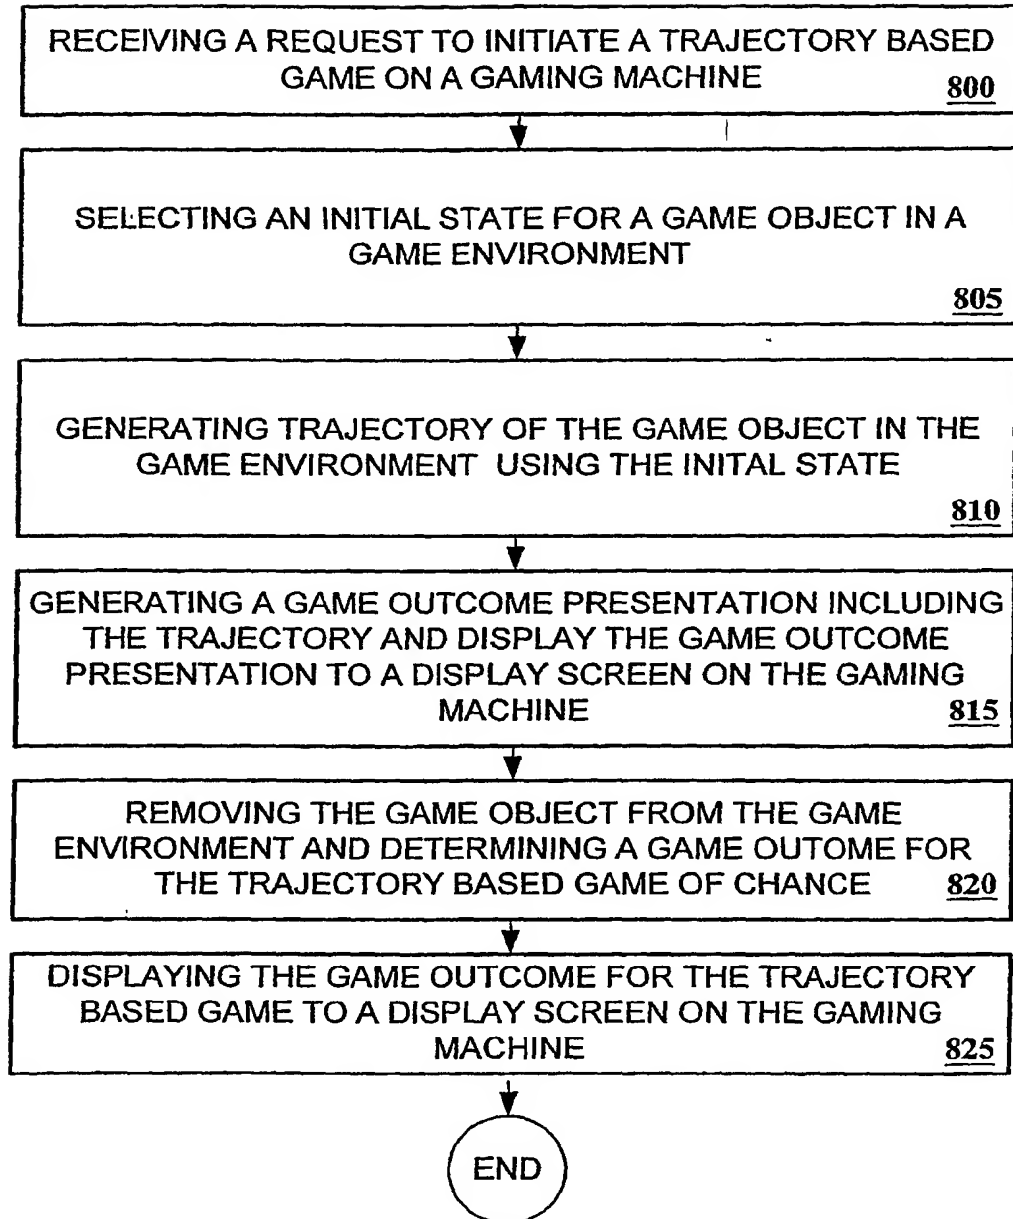 RECEIVING A REQUEST TO INITIATE A TRAJECTORY BASED
GAME ON A GAMING MACHINE
800
SELECTING AN INITIAL STATE FOR A GAME OBJECT IN A
GAME ENVIRONMENT
805
GENERATING TRAJECTORY OF THE GAME OBJECT IN THE
GAME ENVIRONMENT USING THE INITAL STATE
810
GENERATING A GAME OUTCOME PRESENTATION INCLUDING
THE TRAJECTORY AND DISPLAY THE GAME OUTCOME
PRESENTATION TO A DISPLAY SCREEN ON THE GAMING
MACHINE
815
REMOVING THE GAME OBJECT FROM THE GAME
ENVIRONMENT AND DETERMINING A GAME OUTOME FOR
THE TRAJECTORY BASED GAME OF CHANCE
820
DISPLAYING THE GAME OUTCOME FOR THE TRAJECTORY
BASED GAME TO A DISPLAY SCREEN ON THE GAMING
MACHINE
825
END